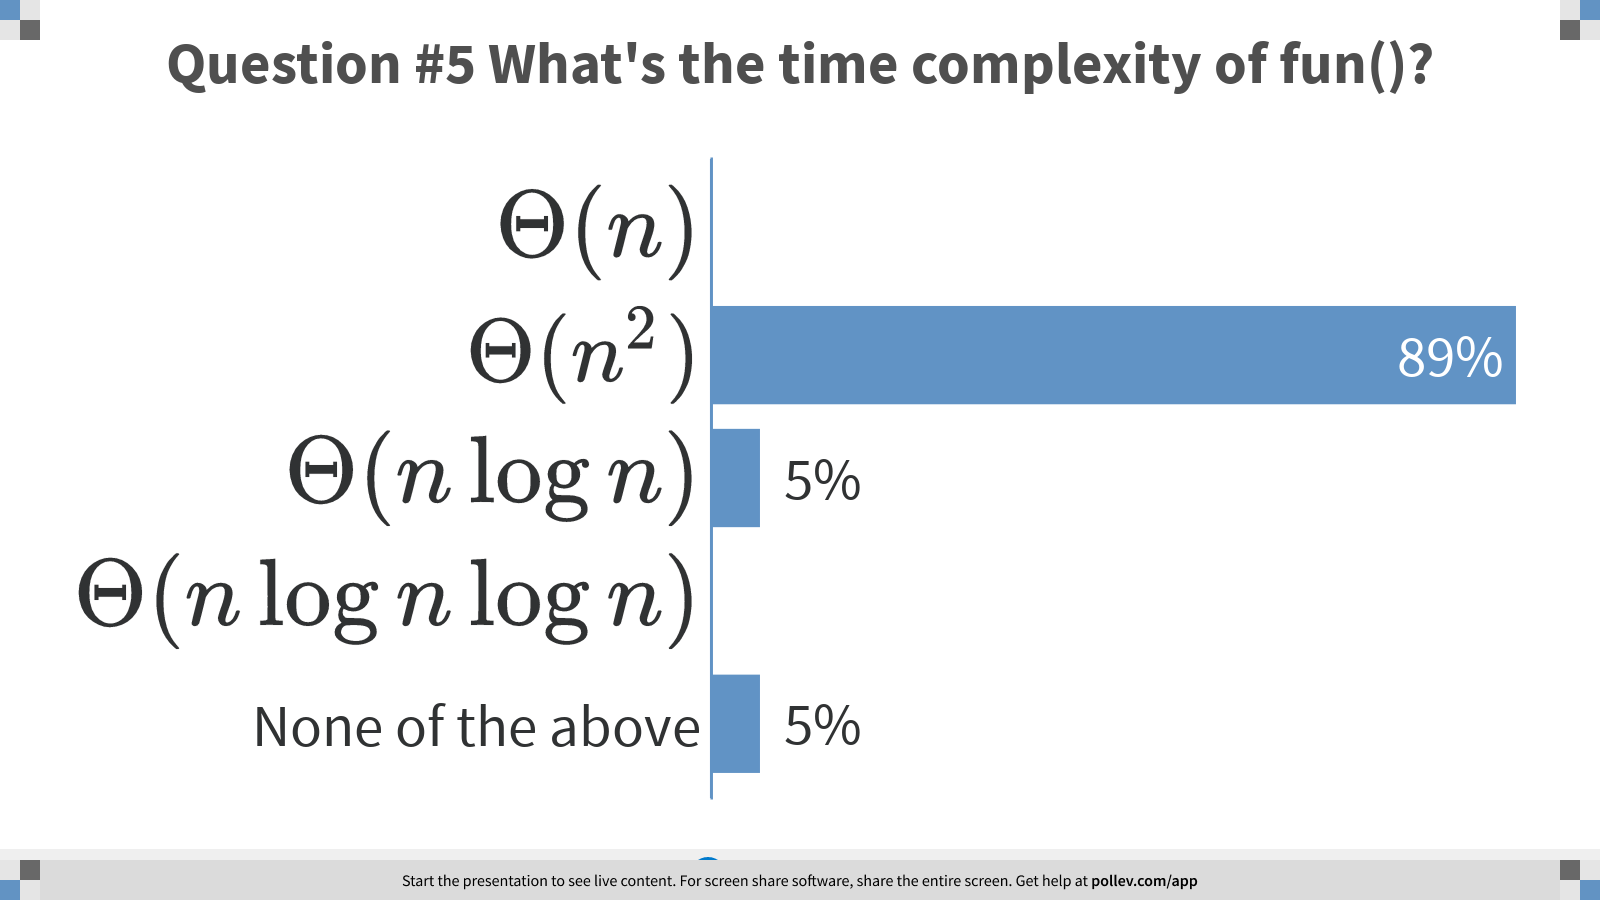 Question #5 What's the time complexity of fun()?
Θ(n)
Θ(n²)
89%
Θ(n log n)
5%
Θ(n log n log n)
None of the above
5%
Start the presentation to see live content. For screen share software, share the entire screen. Get help at pollev.com/app